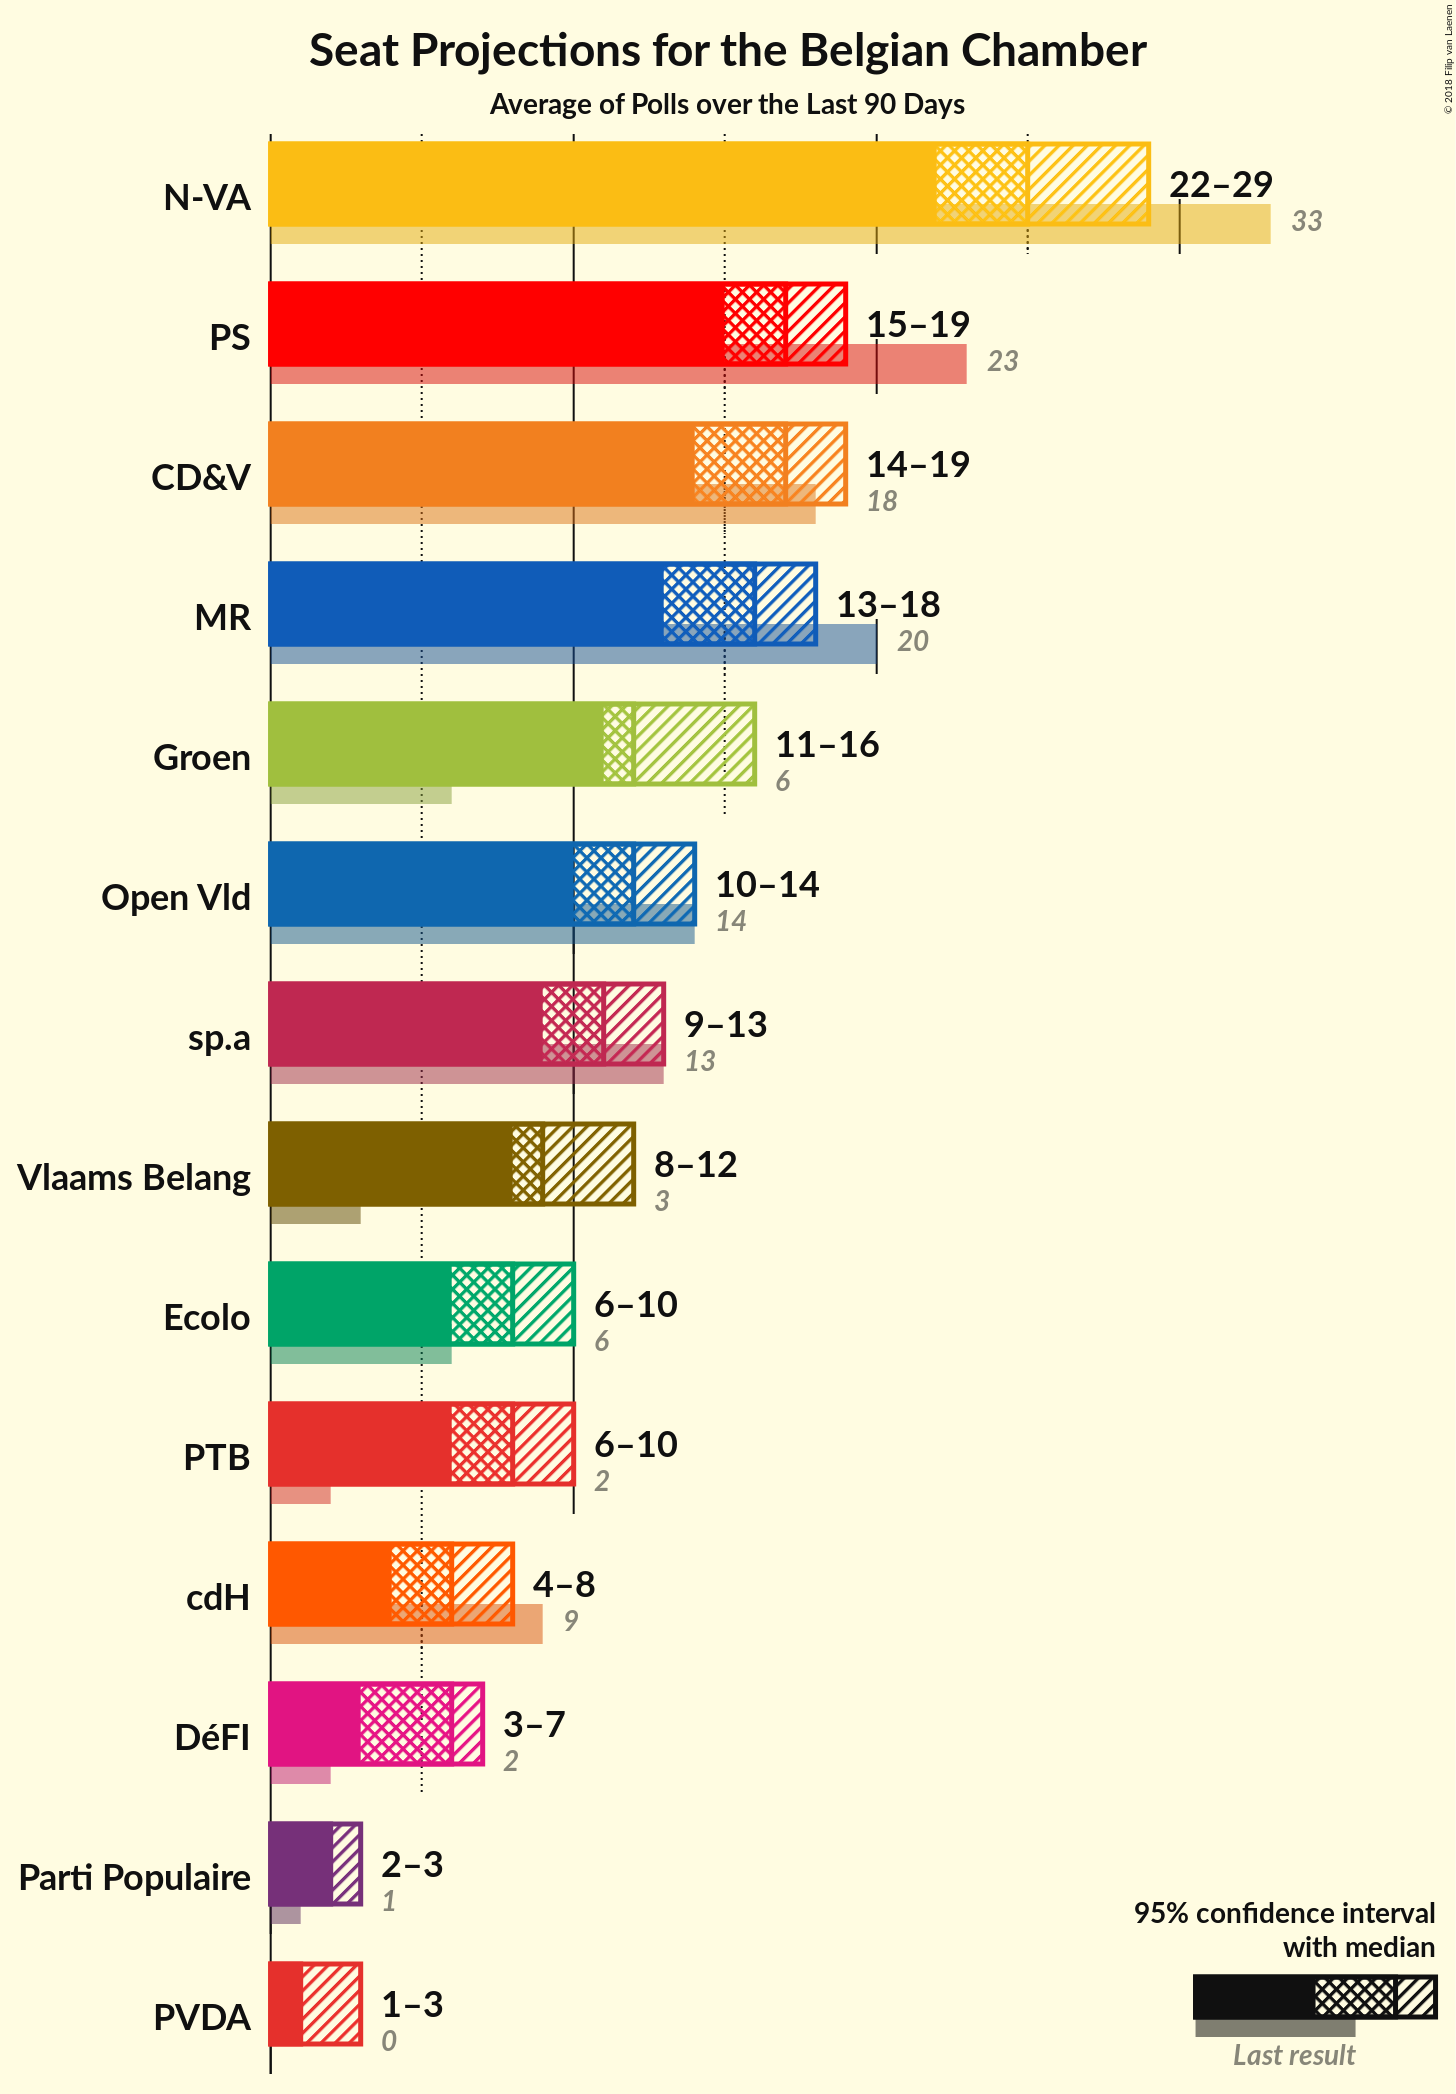 Seat Projections for the Belgian Chamber
Average of Polls over the Last 90 Days
© 2018 Filip van Laenen
N-VA
22–29
33
PS
15–19
23
CD&V
14–19
18
MR
13–18
20
Groen
11–16
6
Open Vld
10–14
14
sp.a
9–13
13
Vlaams Belang
8–12
3
Ecolo
6–10
6
PTB
6–10
2
cdH
4–8
9
DéFI
3–7
2
Parti Populaire
2–3
1
PVDA
1–3
0
95% confidence interval
with median
Last result